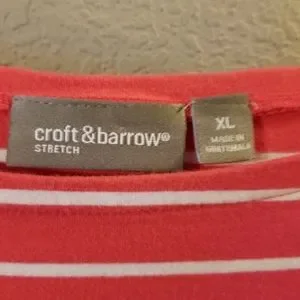 croft&barrow®
STRETCH
XL
MADE IN
GUATEMALA